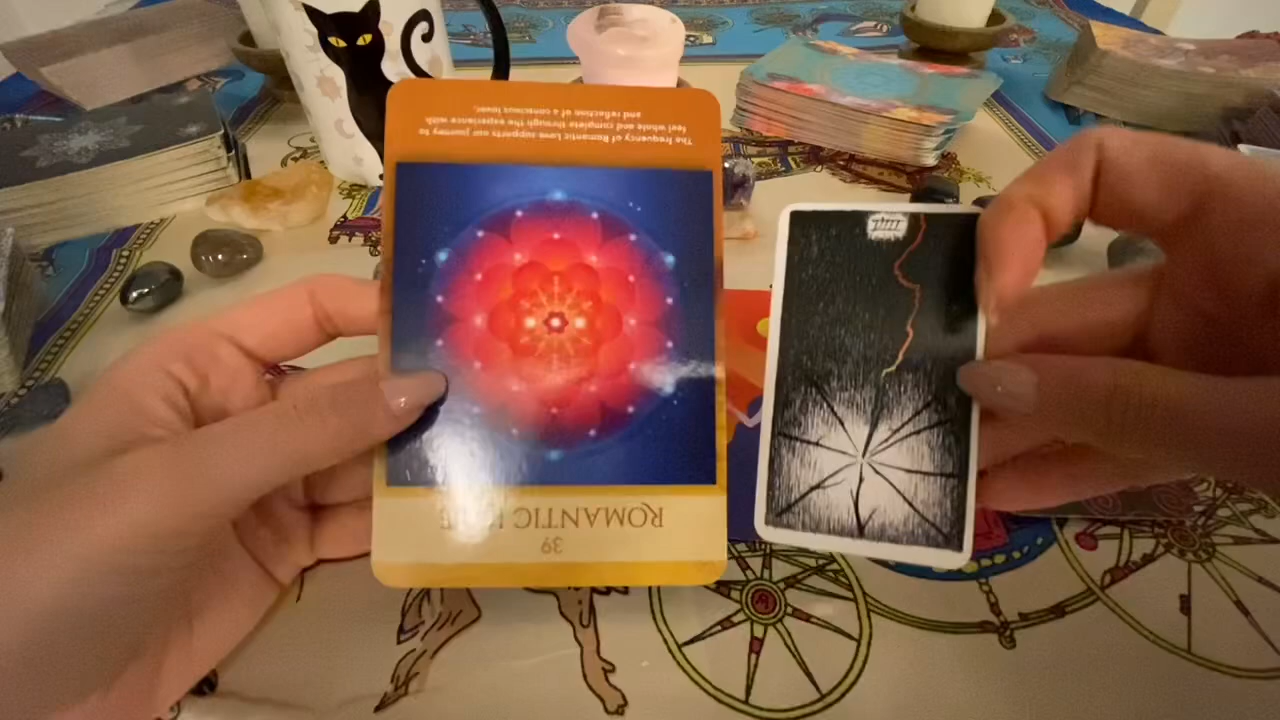 39
ROMANTIC
The frequency of Romantic Love supports our journey to
feel whole and complete through the experience with
and reflection of a conscious lover.